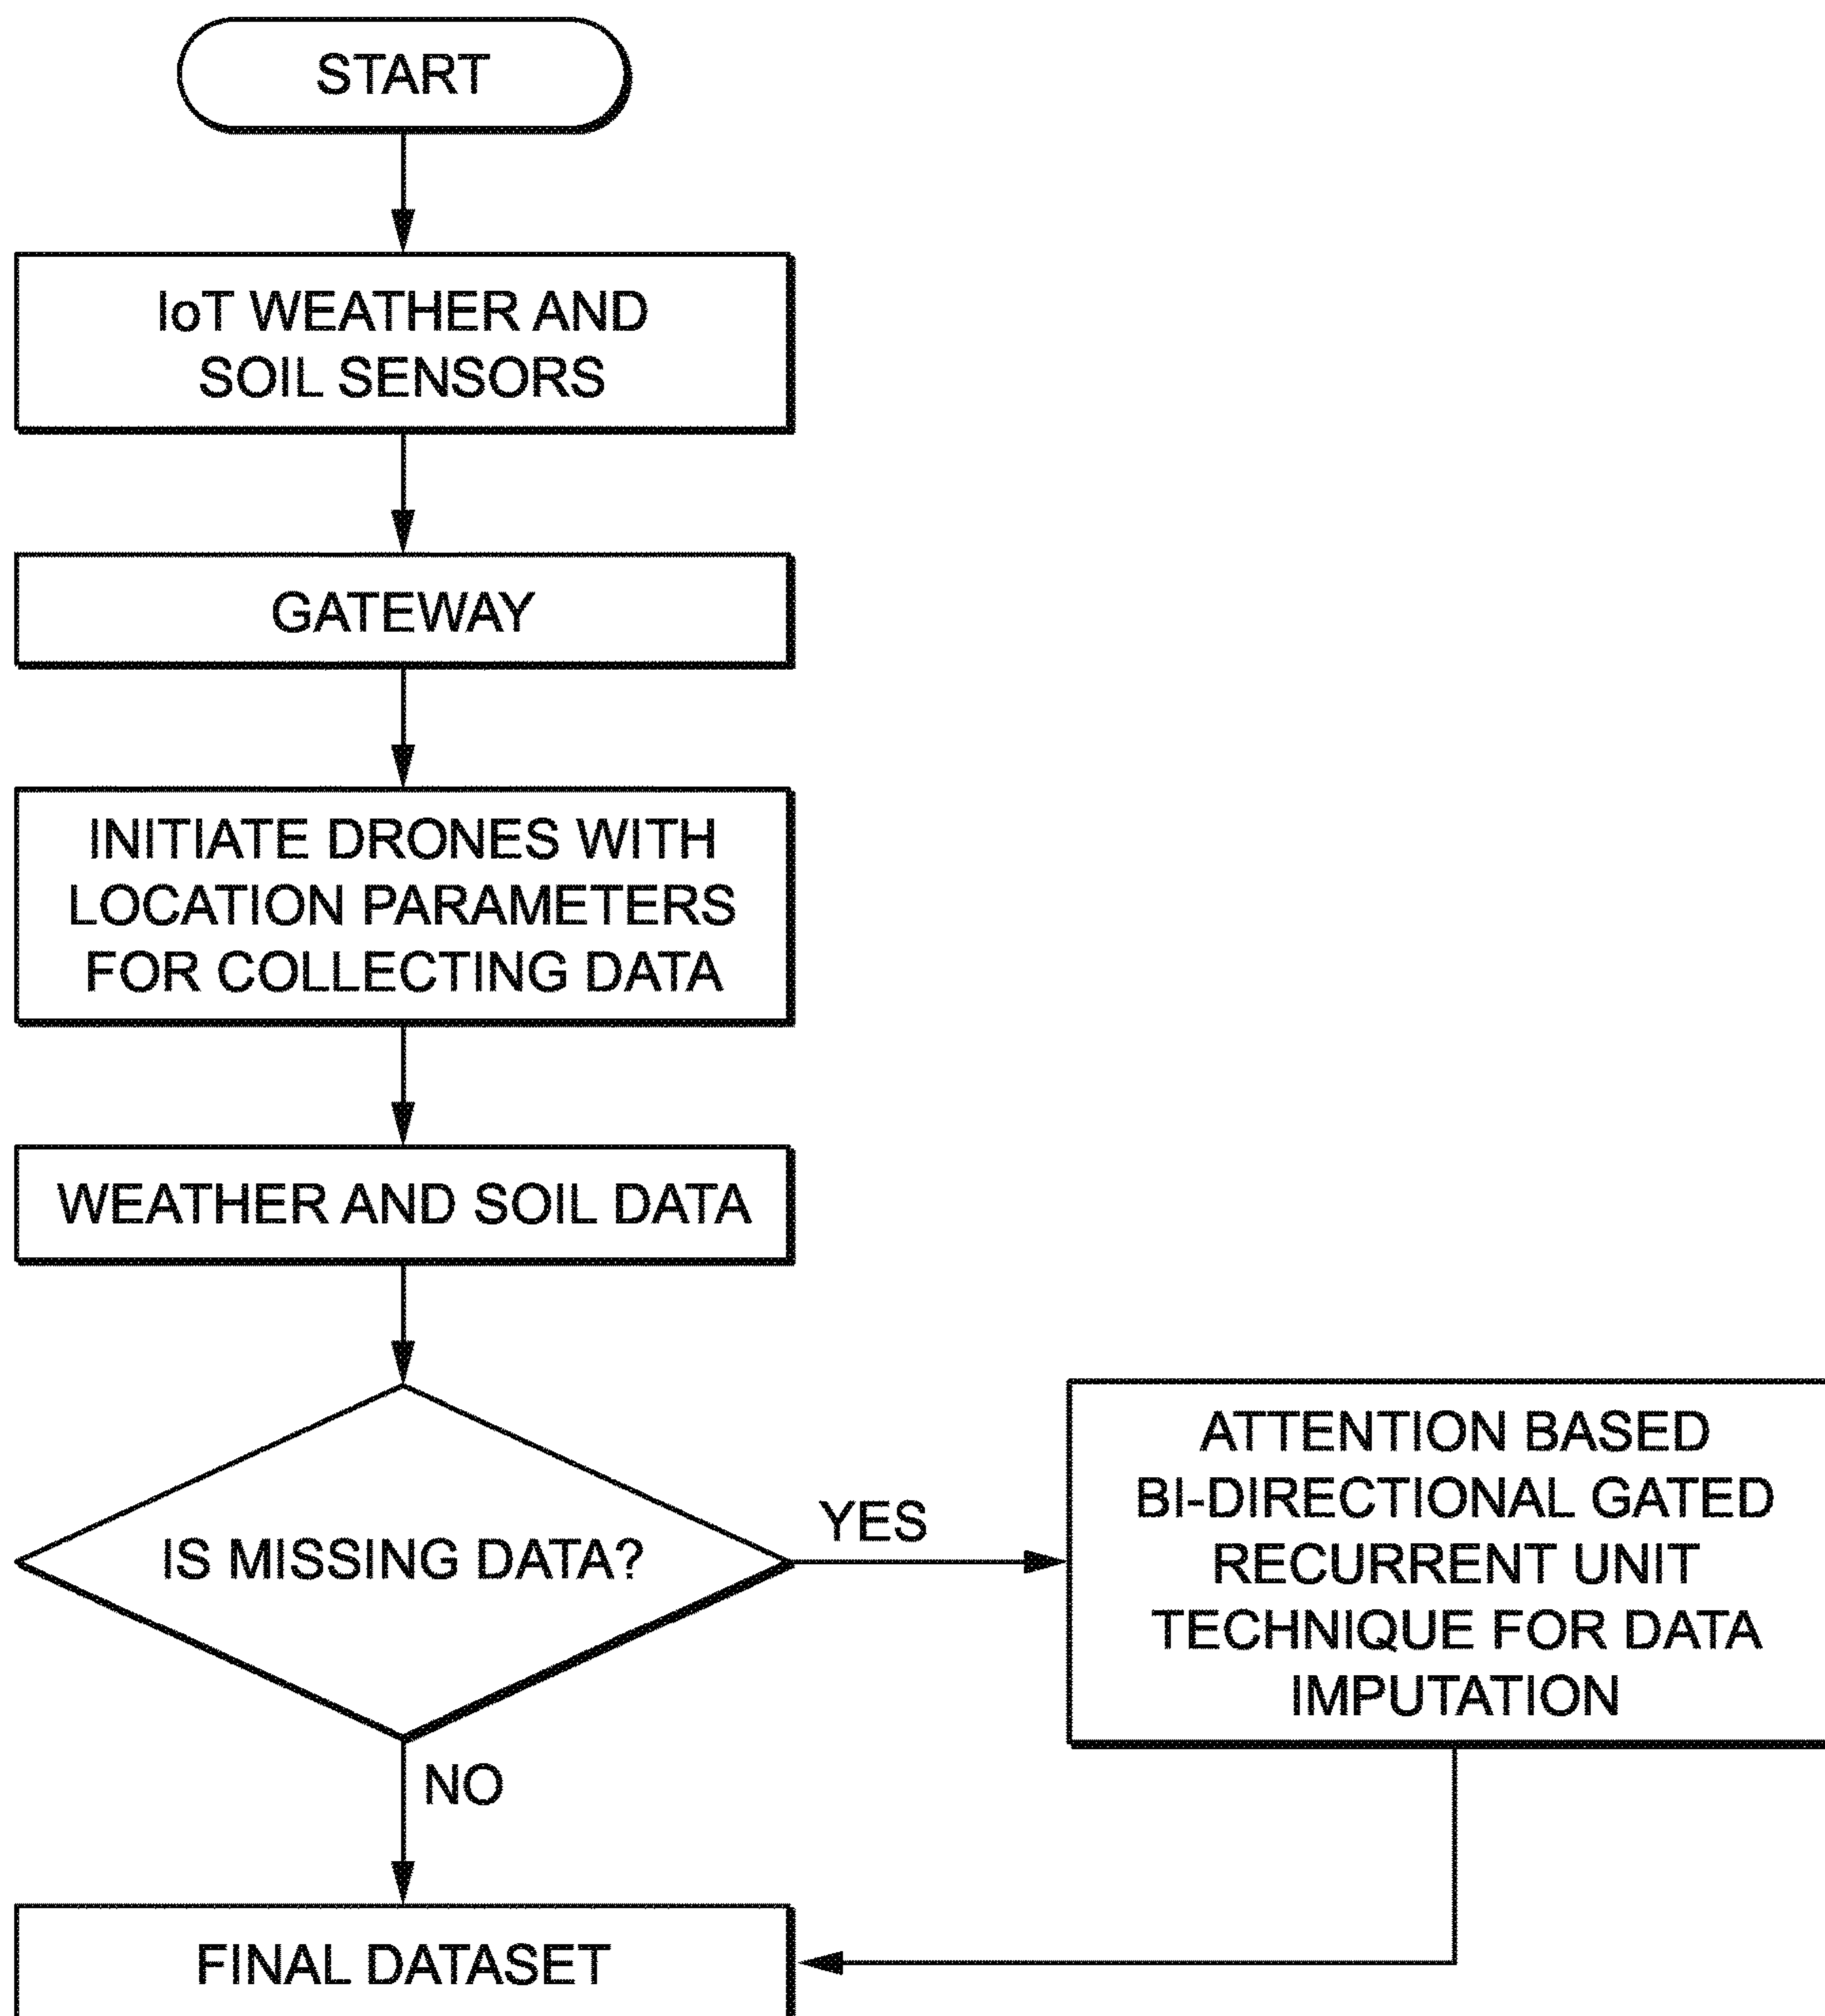 START
IoT WEATHER AND
SOIL SENSORS
GATEWAY
INITIATE DRONES WITH
LOCATION PARAMETERS
FOR COLLECTING DATA
WEATHER AND SOIL DATA
IS MISSING DATA?
YES
ATTENTION BASED
BI-DIRECTIONAL GATED
RECURRENT UNIT
TECHNIQUE FOR DATA
IMPUTATION
NO
FINAL DATASET